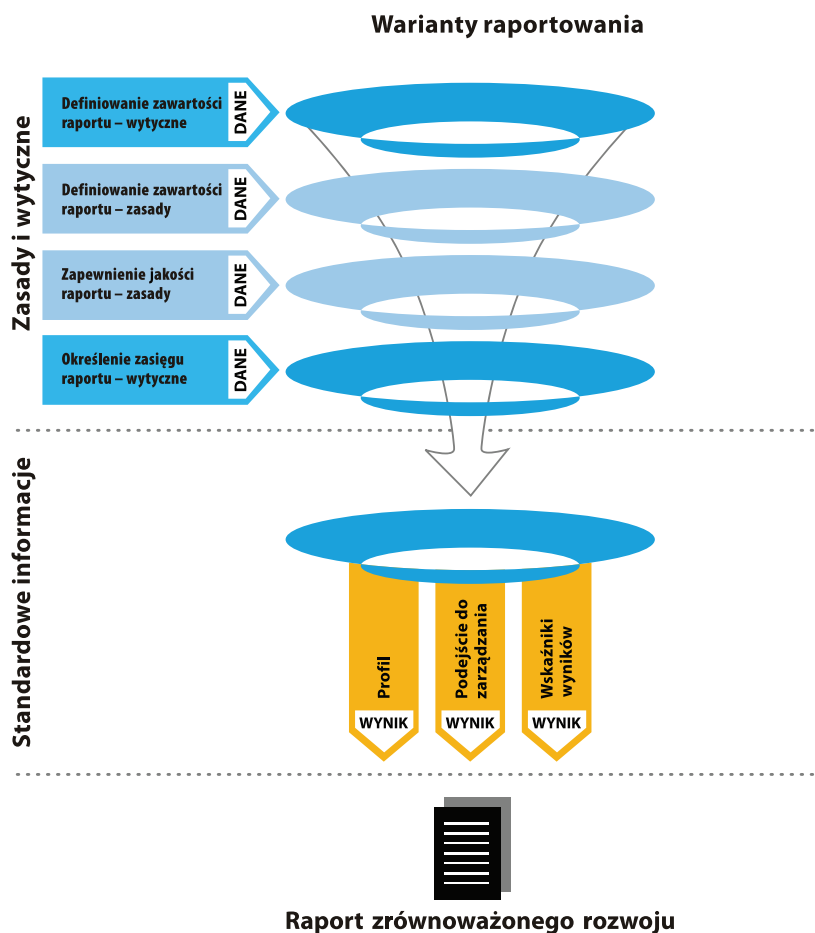 Warianty raportowania
Zasady i wytyczne
Definiowanie zawartości
raportu – wytyczne
DANE
Definiowanie zawartości
raportu – zasady
DANE
Zapewnienie jakości
raportu – zasady
DANE
Określenie zasięgu
raportu – wytyczne
DANE
Standardowe informacje
Profil
WYNIK
Podejście do
zarządzania
WYNIK
Wskaźniki
wyników
WYNIK
Raport zrównoważonego rozwoju